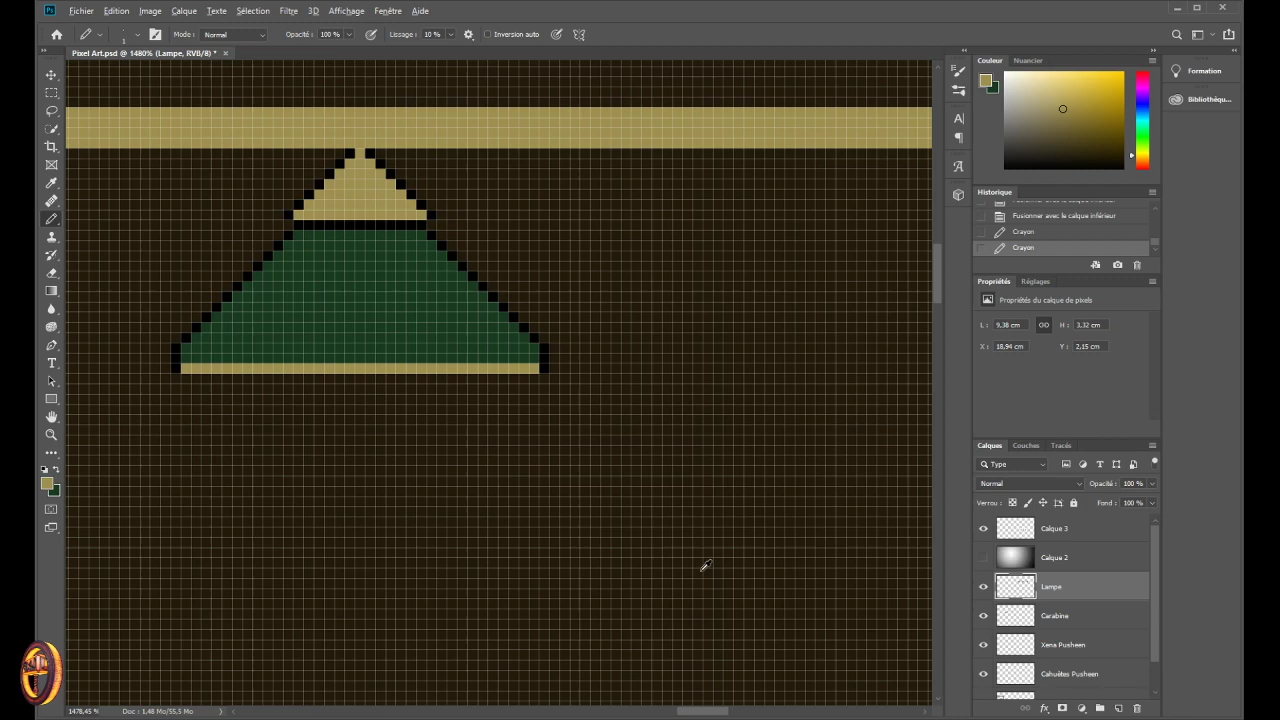 Ps Fichier Edition Image Calque Texte Sélection Filtre 3D Affichage Fenêtre Aide
1 Mode : Normal Opacité : 100 % Lissage : 10 % Inversion auto
Pixel Art.psd @ 1480% (Lampe, RVB/8) *
Couleur Nuancier
Formation
Bibliothèqu...
Historique
Fusionner avec le calque inférieur
Crayon
Crayon
Propriétés Réglages
Propriétés du calque de pixels
L : 9,38 cm H : 3,32 cm
X : 18,94 cm Y : 2,15 cm
Calques Couches Tracés
Type
Normal Opacité : 100 %
Verrou : Fond : 100 %
Calque 3
Calque 2
Lampe
Carabine
Xena Pusheen
Cahuètes Pusheen
1478,45 % Doc : 1,48 Mo/55,5 Mo